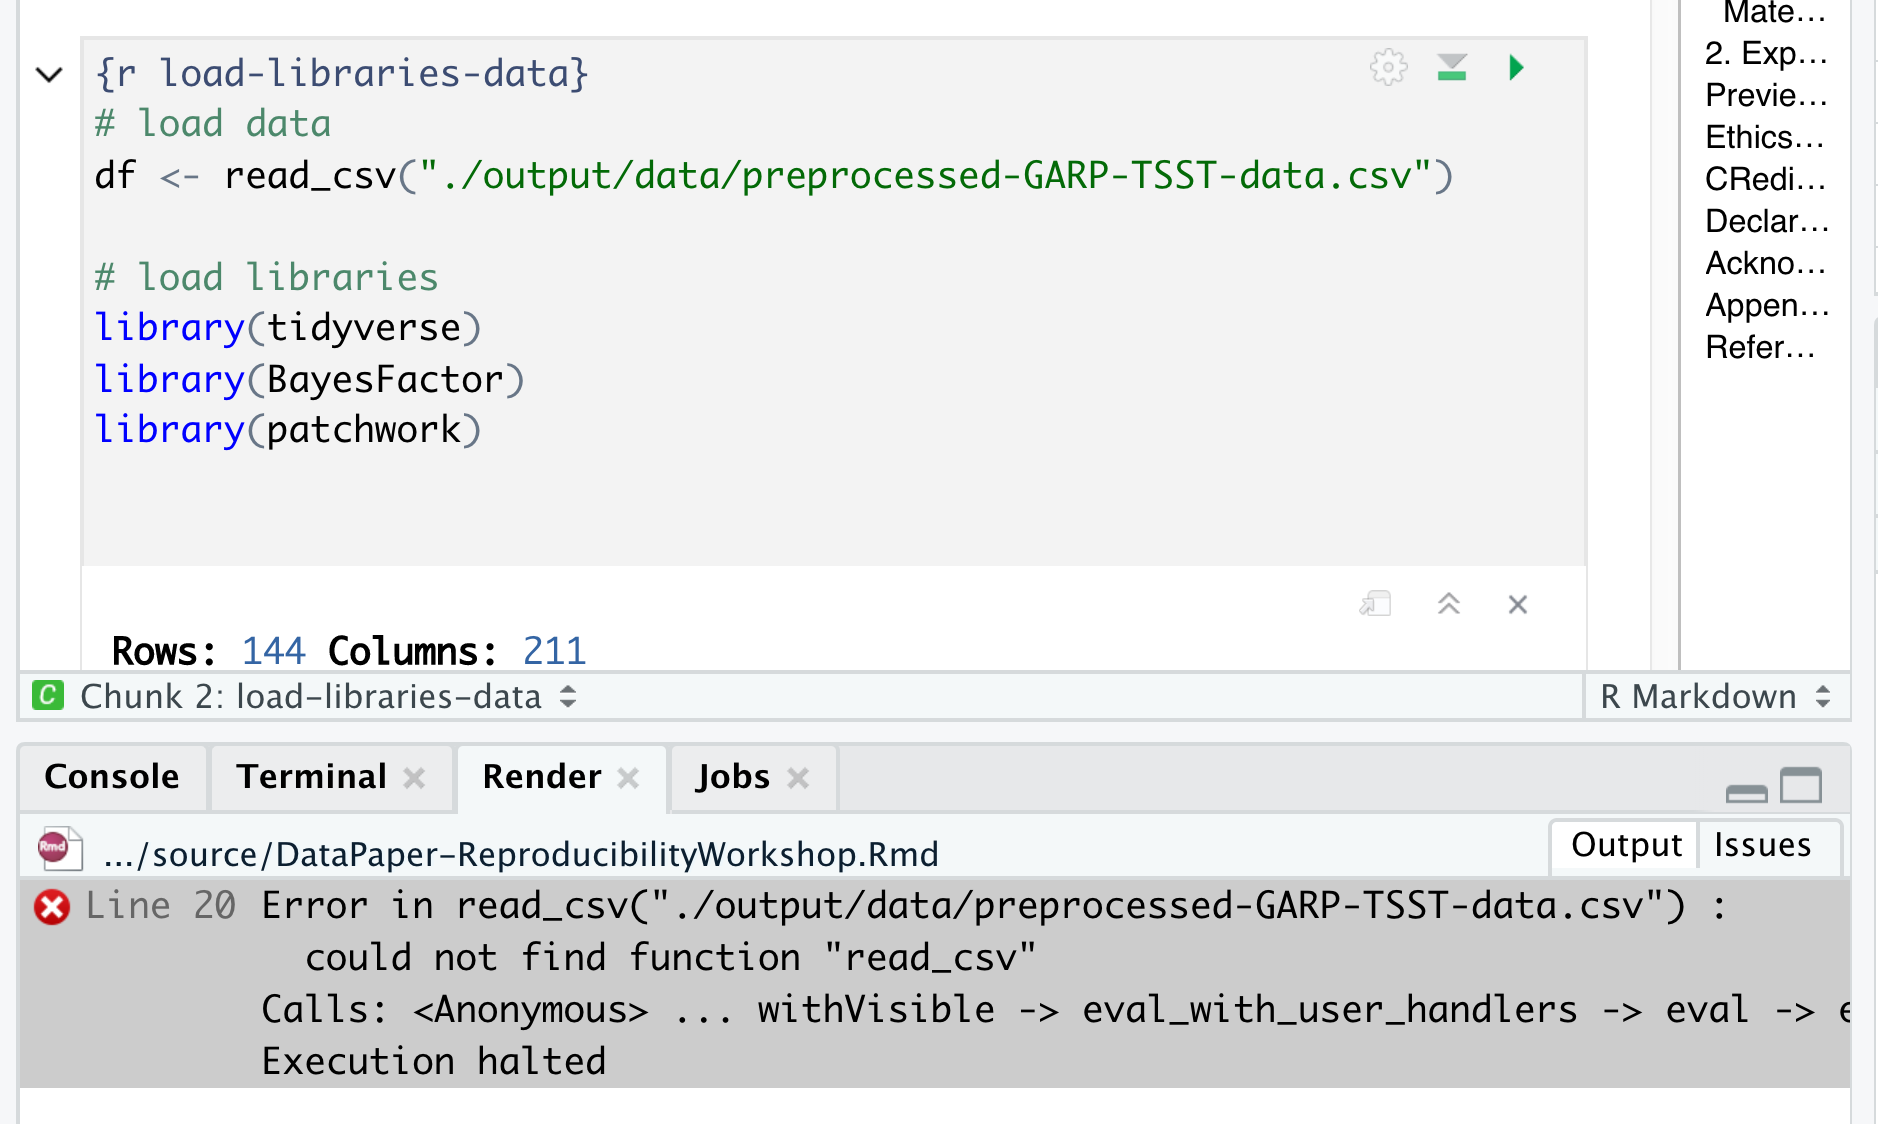 {r load-libraries-data}
# load data
df <- read_csv("./output/data/preprocessed-GARP-TSST-data.csv")
# load libraries
library(tidyverse)
library(BayesFactor)
library(patchwork)
Rows: 144 Columns: 211
Mate...
2. Exp...
Previe...
Ethics...
CRedi...
Declar...
Ackno...
Appen...
Refer...
C Chunk 2: load-libraries-data
R Markdown
Console Terminal Render Jobs
Rmd .../source/DataPaper-ReproducibilityWorkshop.Rmd
Output Issues
Line 20 Error in read_csv("./output/data/preprocessed-GARP-TSST-data.csv") :
could not find function "read_csv"
Calls: <Anonymous> ... withVisible -> eval_with_user_handlers -> eval -> e
Execution halted